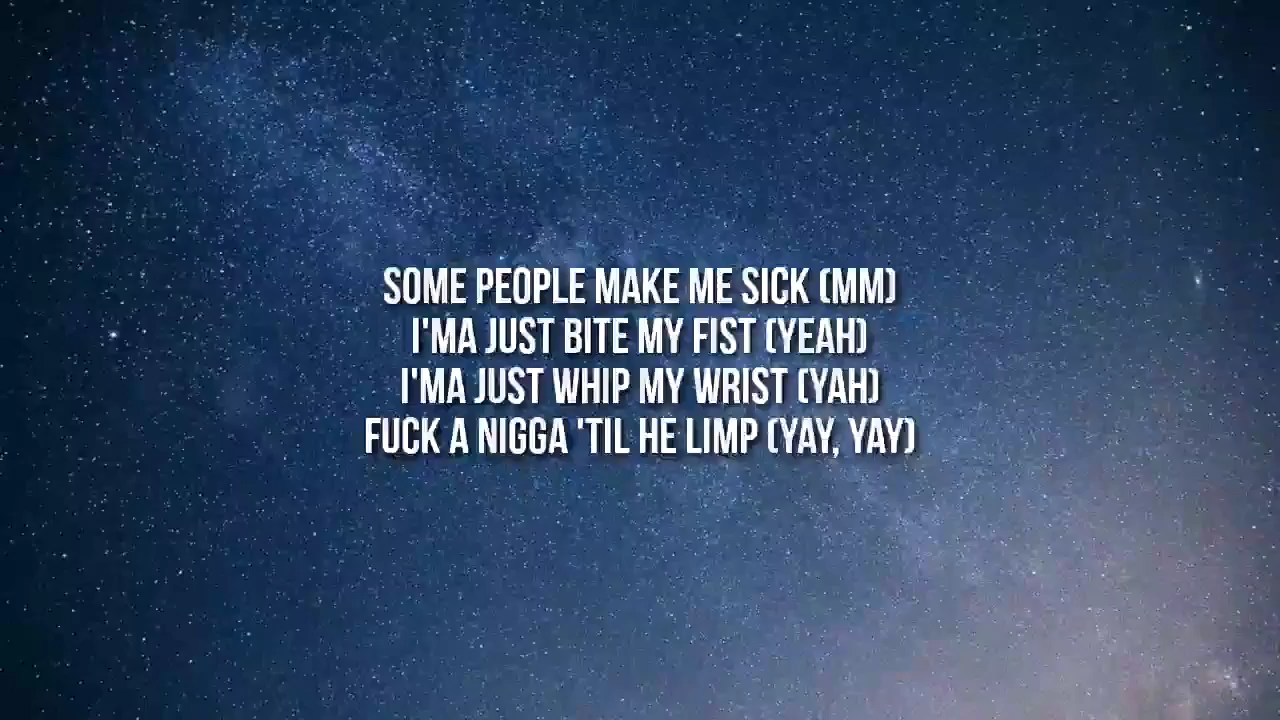 SOME PEOPLE MAKE ME SICK (MM)
I'MA JUST BITE MY FIST (YEAH)
I'MA JUST WHIP MY WRIST (YAH)
FUCK A NIGGA 'TIL HE LIMP (YAY, YAY)